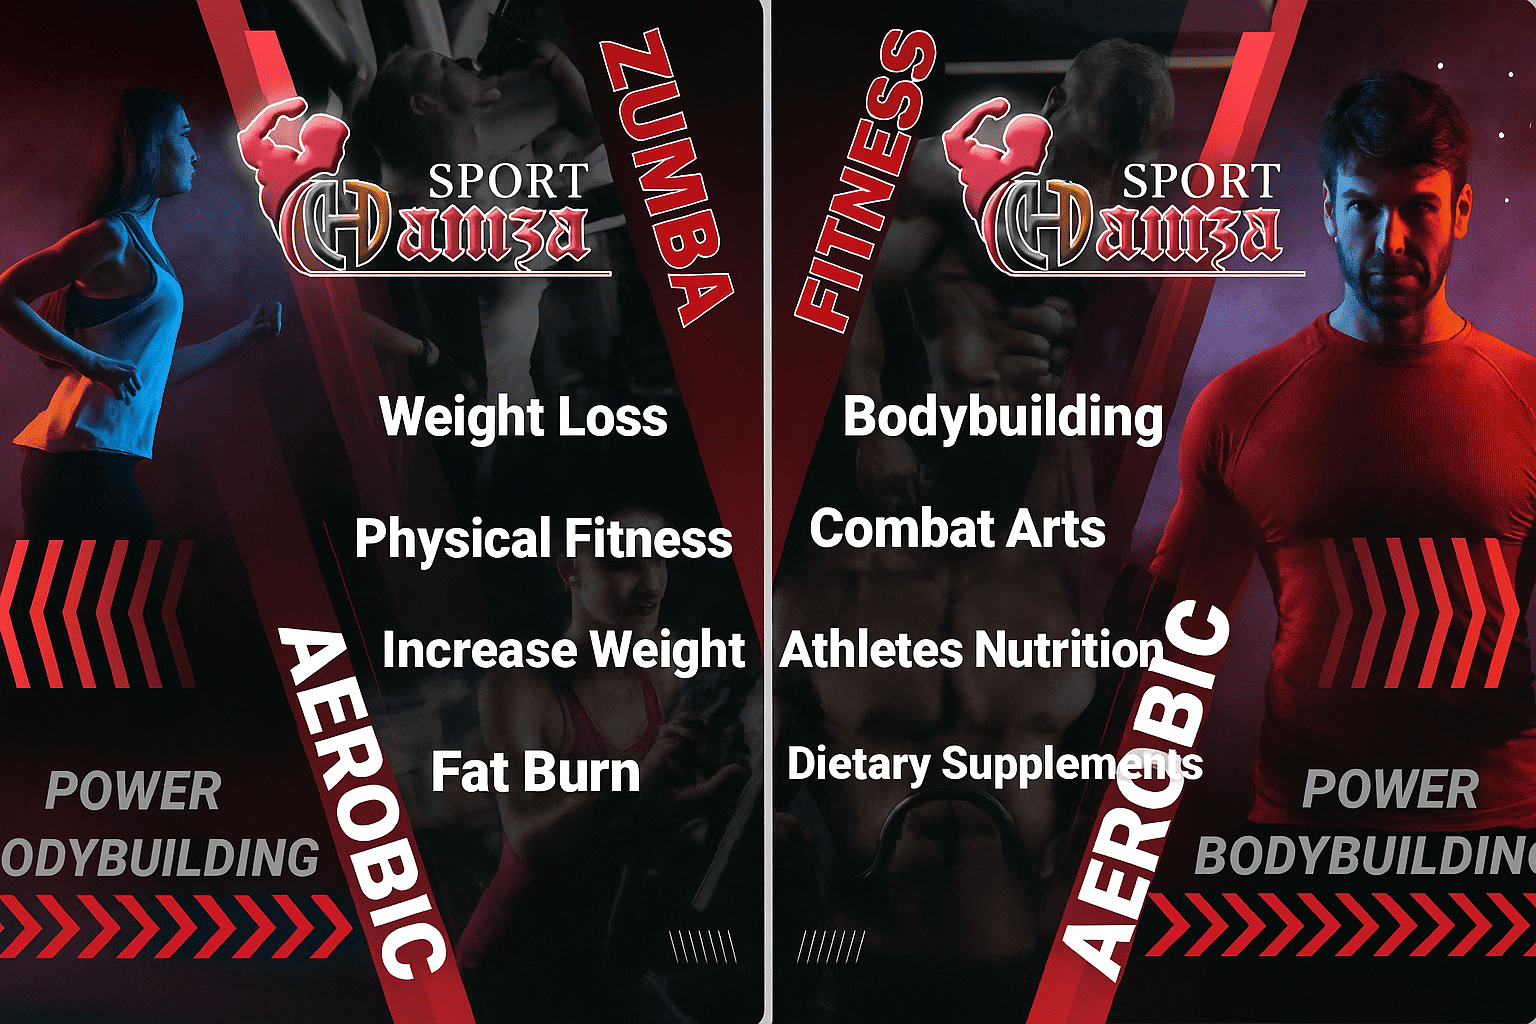 ZUMBA
SPORT
Hamza
Weight Loss
Physical Fitness
Increase Weight
Fat Burn
AEROBIC
POWER
ODYBUILDING
FITNESS
SPORT
Hamza
Bodybuilding
Combat Arts
Athletes Nutrition
Dietary Supplements
AEROBIC
POWER
BODYBUILDING